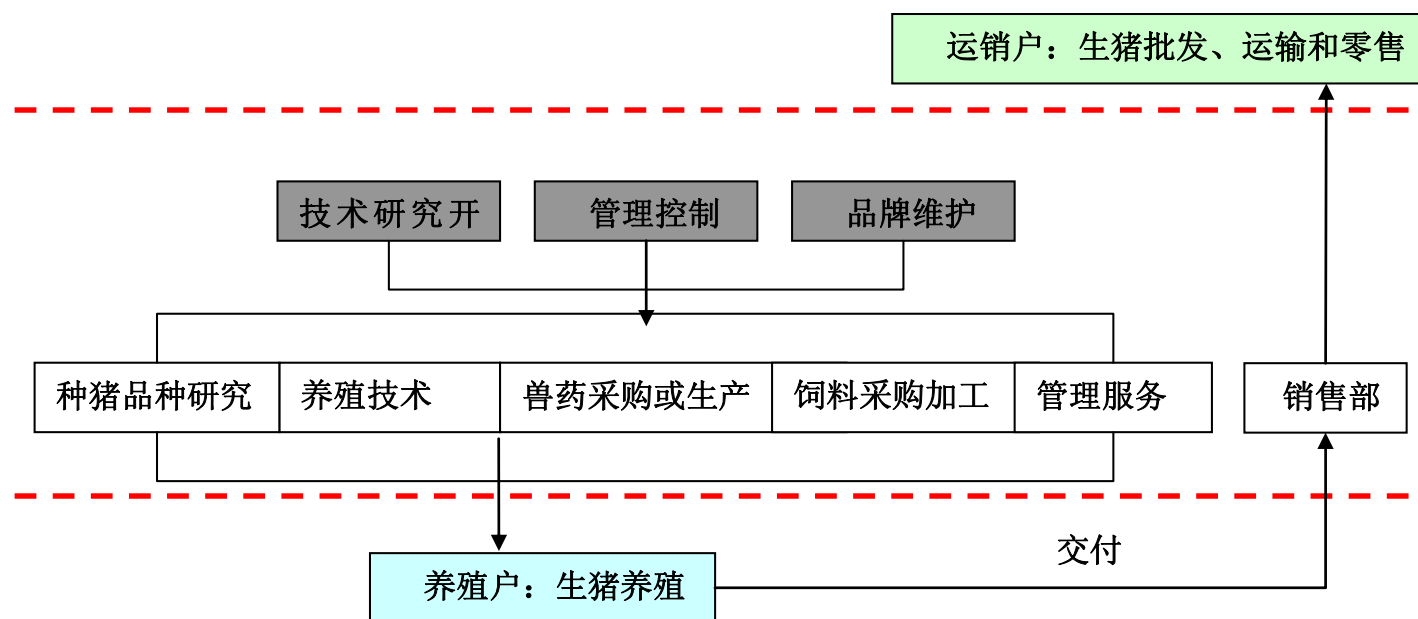 运销户：生猪批发、运输和零售
技术研究开
管理控制
品牌维护
种猪品种研究
养殖技术
兽药采购或生产
饲料采购加工
管理服务
销售部
交付
养殖户：生猪养殖